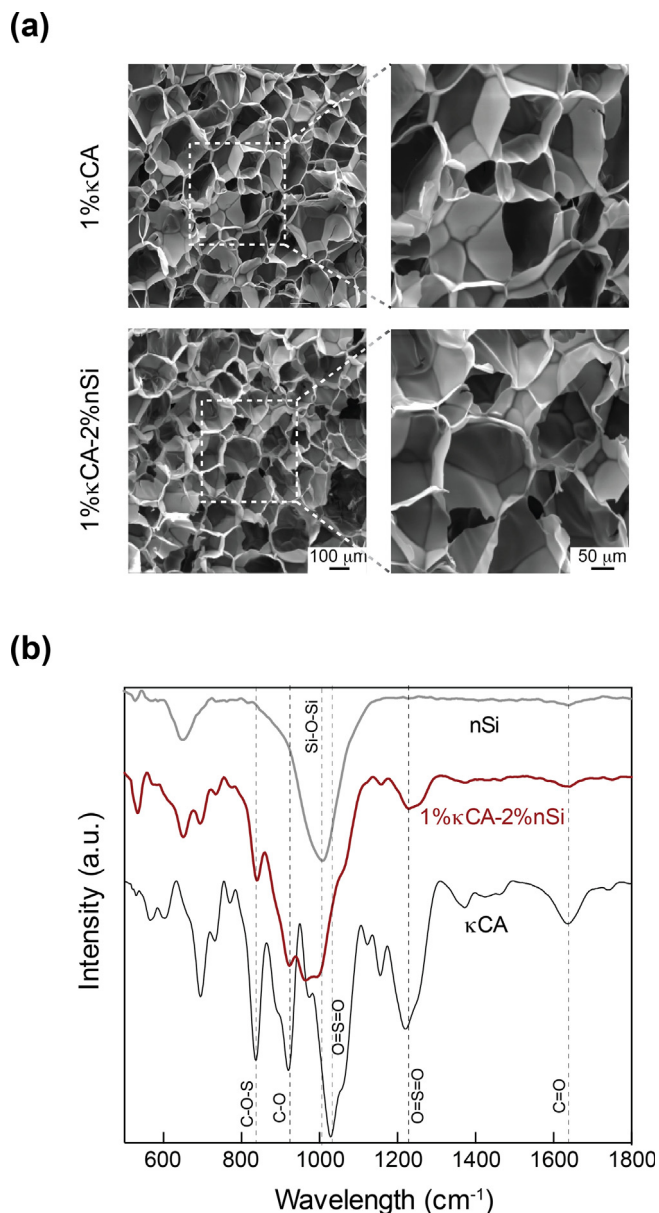 (a)
1%κCA
1%κCA-2%nSi
100 μm
50 μm
(b)
Intensity (a.u.)
Si-O-Si
nSi
1%κCA-2%nSi
κCA
C-O-S
C-O
O=S=O
O=S=O
C=O
600 800 1000 1200 1400 1600 1800
Wavelength (cm⁻¹)